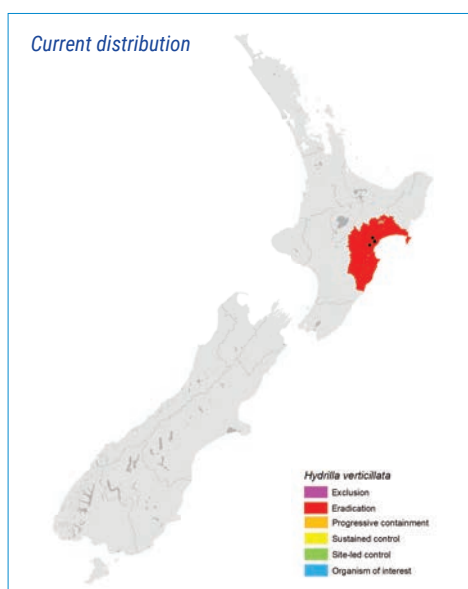 Current distribution
Hydrilla verticillata
Exclusion
Eradication
Progressive containment
Sustained control
Site-led control
Organism of interest